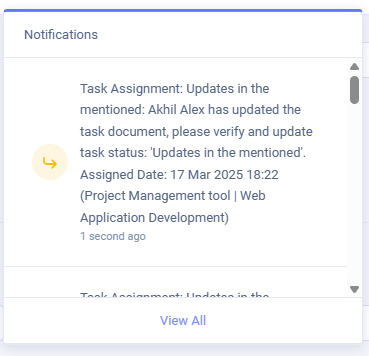 Notifications
Task Assignment: Updates in the
mentioned: Akhil Alex has updated the
task document, please verify and update
task status: 'Updates in the mentioned'.
Assigned Date: 17 Mar 2025 18:22
(Project Management tool | Web
Application Development)
1 second ago
Task Assignment: Updates in the
View All